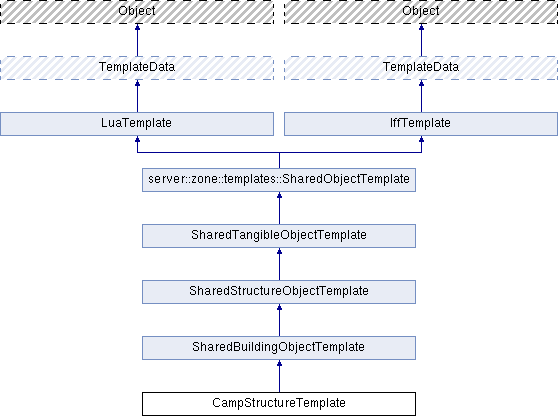 Object
Object
TemplateData
TemplateData
LuaTemplate
IffTemplate
server::zone::templates::SharedObjectTemplate
SharedTangibleObjectTemplate
SharedStructureObjectTemplate
SharedBuildingObjectTemplate
CampStructureTemplate